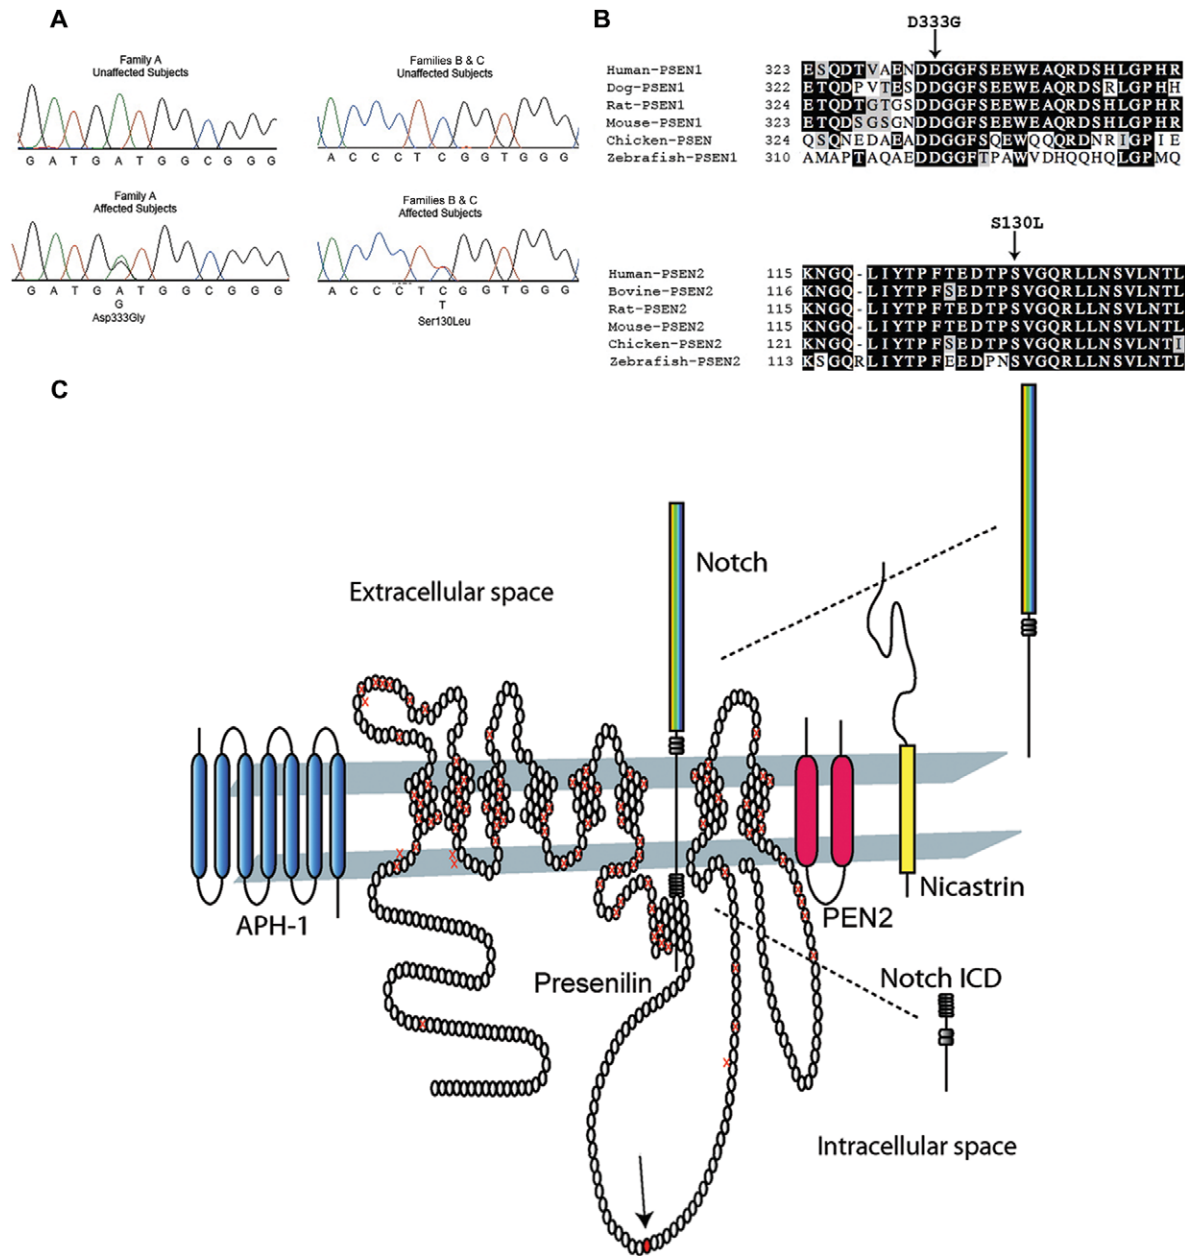 A
Family A
Unaffected Subjects
G A T G A T G G C G G G
Families B & C
Unaffected Subjects
A C C C T C G G T G G G
Family A
Affected Subjects
G A T G A T G G C G G G
G
Asp333Gly
Families B & C
Affected Subjects
A C C C T C G G T G G G
T
Ser130Leu
B
D333G
Human-PSEN1 323 ESQDTVAENDDGGFSEEWEAQRDSHLGPHR
Dog-PSEN1 322 ETQDPVTESDDGGFSEEWEAQRDSRLGPHH
Rat-PSEN1 324 ETQDTGTGSDDGGFSEEWEAQRDSHLGPHR
Mouse-PSEN1 323 ETQDSGSGNDDGGFSEEWEAQRDSHLGPHR
Chicken-PSEN 324 QSQNEDAEADDGGFSQEWQQQRDNRIGPIE
Zebrafish-PSEN1 310 AMAPTAQAEDDGGFTPAWVDHQQHQLGPMQ
S130L
Human-PSEN2 115 KNGQ-LIYTPFTEDTPSVGQRLLNSVLNTL
Bovine-PSEN2 116 KNGQ-LIYTPFSEDTPSVGQRLLNSVLNTL
Rat-PSEN2 115 KNGQ-LIYTPFTEDTPSVGQRLLNSVLNTL
Mouse-PSEN2 115 KNGQ-LIYTPFTEDTPSVGQRLLNSVLNTL
Chicken-PSEN2 121 KNGQ-LIYTPFSEDTPSVGQRLLNSVLNTI
Zebrafish-PSEN2 113 KSGQRLIYTPFEEDPNSVGQRLLNSVLNTL
C
Notch
Extracellular space
APH-1
Nicastrin
PEN2
Presenilin
Notch ICD
Intracellular space